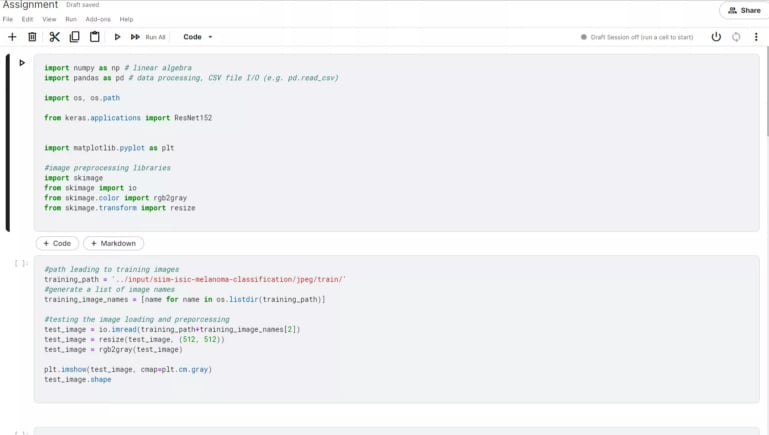 Assignment Draft saved
Share
File Edit View Run Add-ons Help
Run All Code Draft Session off (run a cell to start)
import numpy as np # linear algebra
import pandas as pd # data processing, CSV file I/O (e.g. pd.read_csv)
import os, os.path
from keras.applications import ResNet152
import matplotlib.pyplot as plt
#image preprocessing libraries
import skimage
from skimage import io
from skimage.color import rgb2gray
from skimage.transform import resize
+ Code + Markdown
[ ]:
#path leading to training images
training_path = '../input/siim-isic-melanoma-classification/jpeg/train/'
#generate a list of image names
training_image_names = [name for name in os.listdir(training_path)]
#testing the image loading and preporcessing
test_image = io.imread(training_path+training_image_names[2])
test_image = resize(test_image, (512, 512))
test_image = rgb2gray(test_image)
plt.imshow(test_image, cmap=plt.cm.gray)
test_image.shape